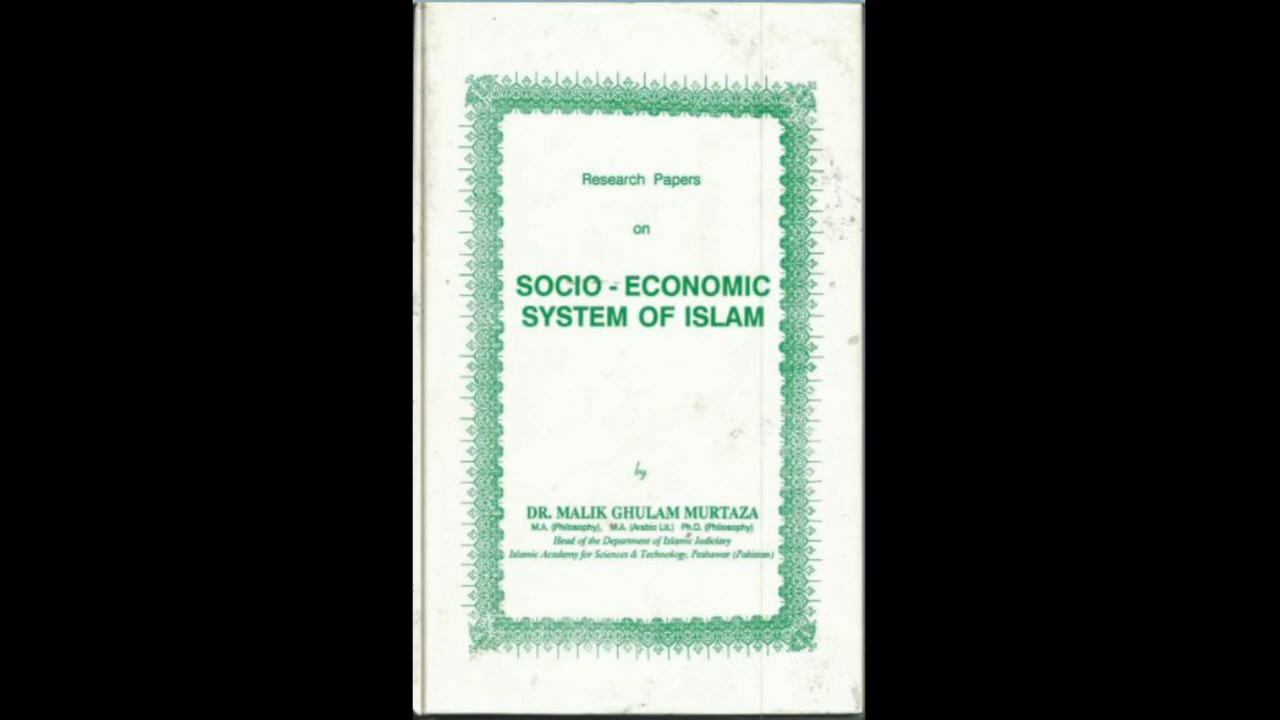 Research Papers
on
SOCIO - ECONOMIC
SYSTEM OF ISLAM
by
DR. MALIK GHULAM MURTAZA
M.A. (Philosophy), M.A. (Arabic Lit.) Ph.D. (Philosophy)
Head of the Department of Islamic Judiciary
Islamic Academy for Sciences & Technology, Peshawar (Pakistan)